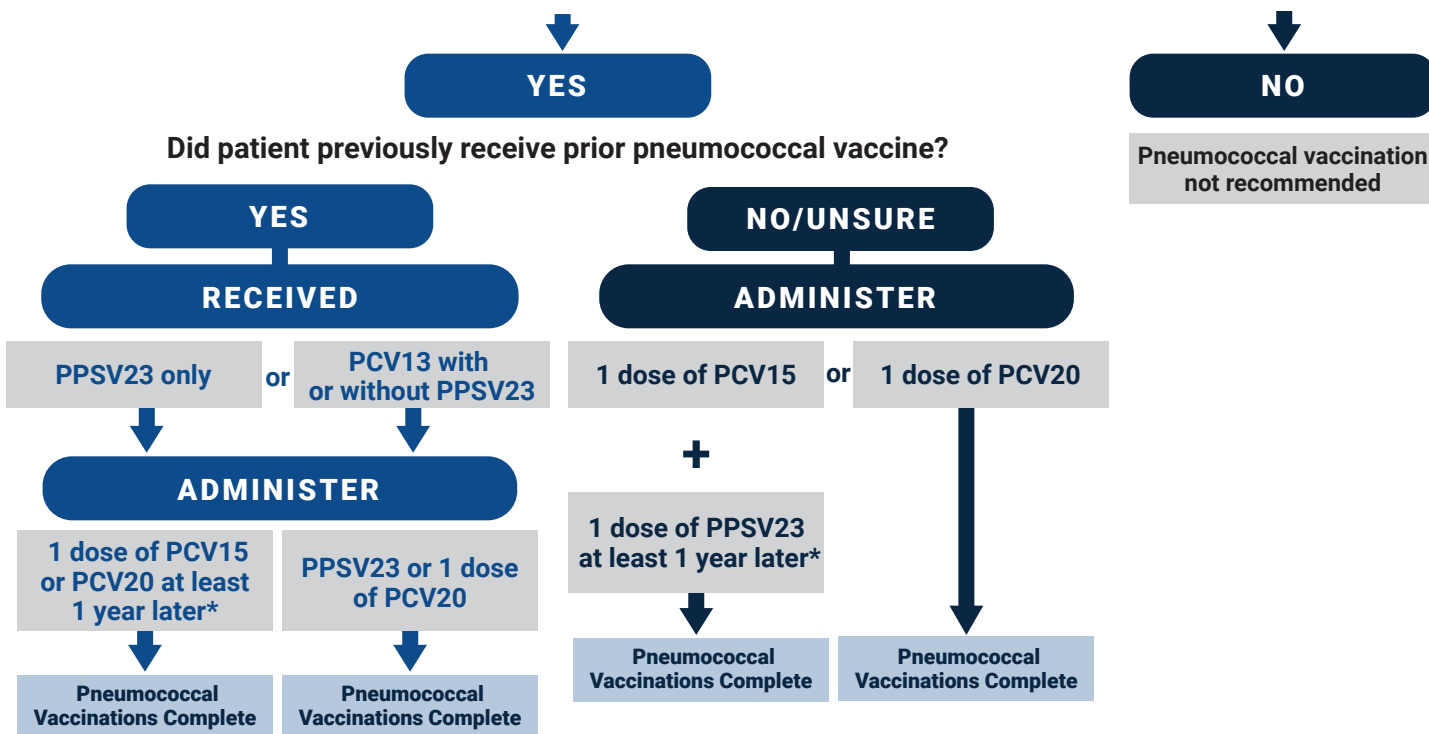 YES
NO
Did patient previously receive prior pneumococcal vaccine?
Pneumococcal vaccination
not recommended
YES
NO/UNSURE
RECEIVED
ADMINISTER
PPSV23 only
or
PCV13 with
or without PPSV23
1 dose of PCV15
or
1 dose of PCV20
+
ADMINISTER
1 dose of PPSV23
at least 1 year later*
1 dose of PCV15
or PCV20 at least
1 year later*
PPSV23 or 1 dose
of PCV20
Pneumococcal
Vaccinations Complete
Pneumococcal
Vaccinations Complete
Pneumococcal
Vaccinations Complete
Pneumococcal
Vaccinations Complete